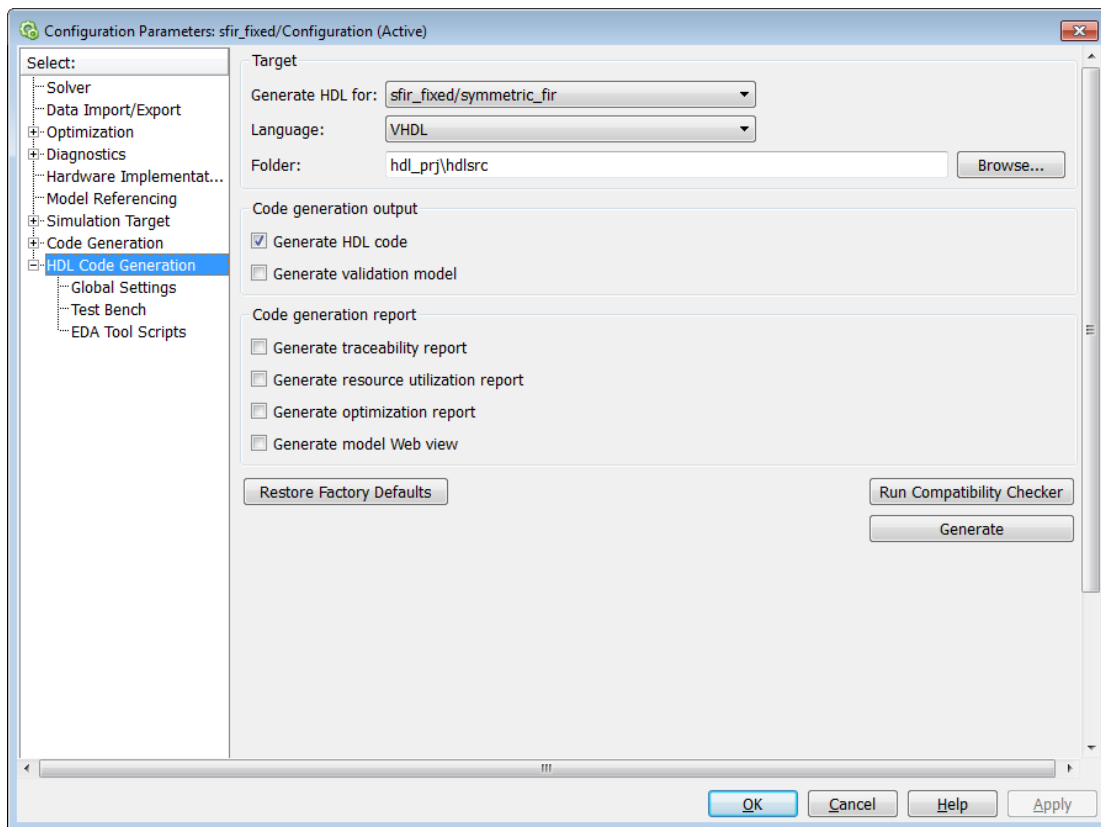 Configuration Parameters: sfir_fixed/Configuration (Active)
Select:
Solver
Data Import/Export
Optimization
Diagnostics
Hardware Implementat...
Model Referencing
Simulation Target
Code Generation
HDL Code Generation
Global Settings
Test Bench
EDA Tool Scripts
Target
Generate HDL for: sfir_fixed/symmetric_fir
Language: VHDL
Folder: hdl_prj\hdlsrc Browse...
Code generation output
Generate HDL code
Generate validation model
Code generation report
Generate traceability report
Generate resource utilization report
Generate optimization report
Generate model Web view
Restore Factory Defaults Run Compatibility Checker
Generate
OK Cancel Help Apply